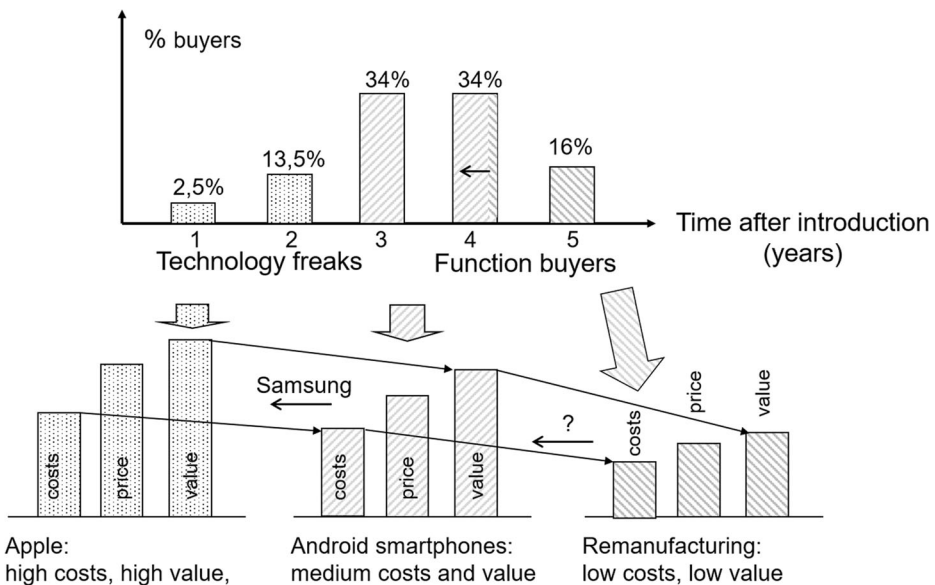 % buyers
34%
34%
16%
13,5%
2,5%
1
2
3
4
5
Time after introduction
(years)
Technology freaks
Function buyers
Samsung
?
costs
price
value
costs
price
value
costs
price
value
Apple:
high costs, high value,
Android smartphones:
medium costs and value
Remanufacturing:
low costs, low value